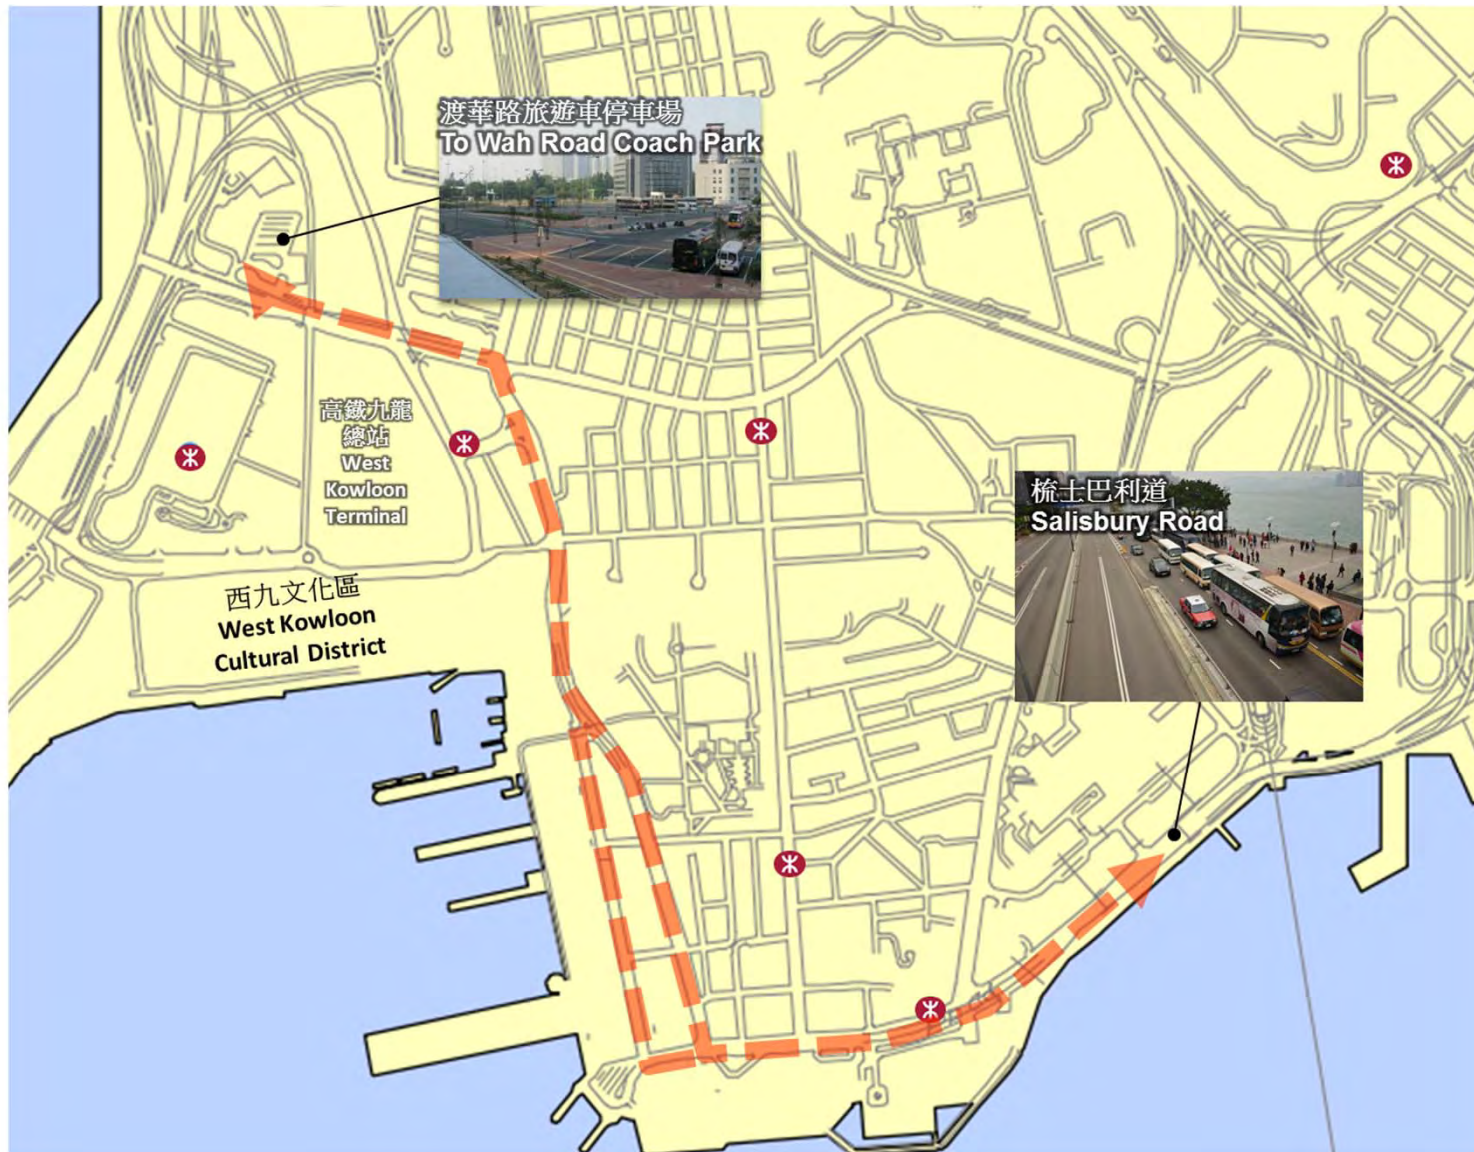 渡華路旅遊車停車場
To Wah Road Coach Park
高鐵九龍
總站
West
Kowloon
Terminal
梳士巴利道
Salisbury Road
西九文化區
West Kowloon
Cultural District